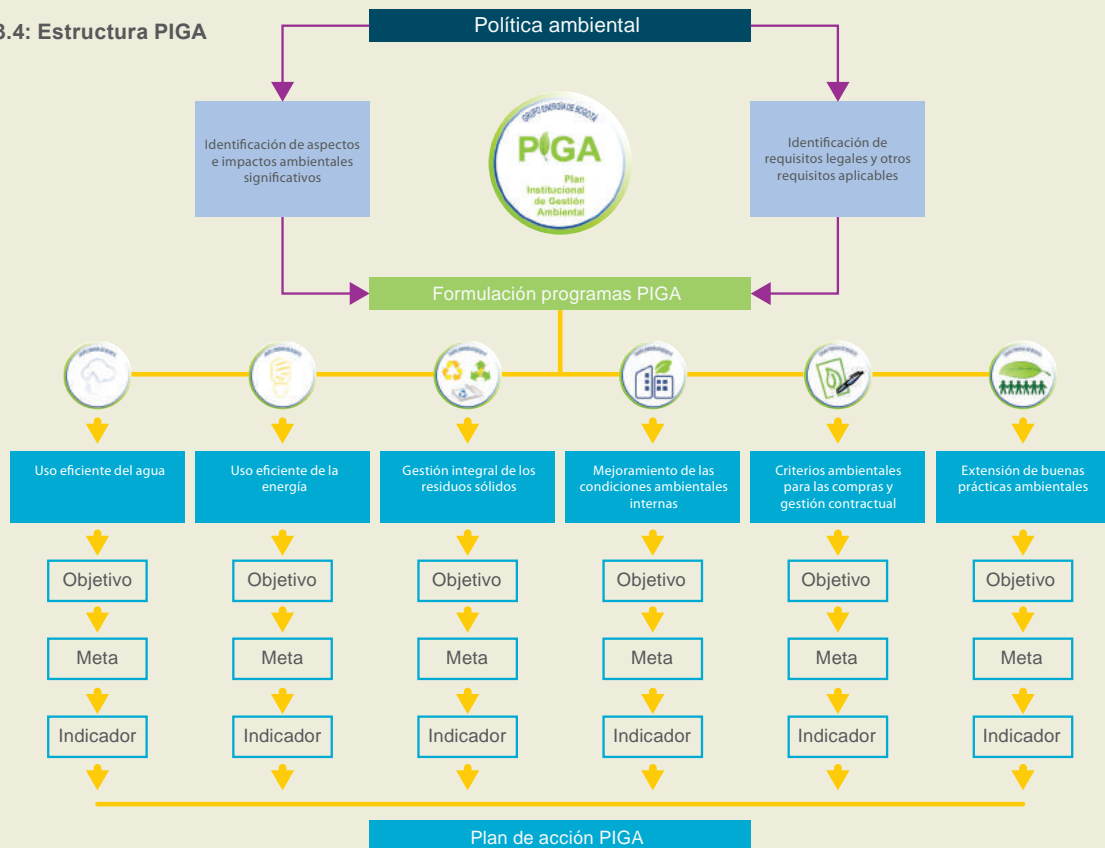 3.4: Estructura PIGA
Política ambiental
Identificación de aspectos
e impactos ambientales
significativos
GRUPO ENERGÍA DE BOGOTÁ
PIGA
Plan
Institucional
de Gestión
Ambiental
Identificación de
requisitos legales y otros
requisitos aplicables
Formulación programas PIGA
Uso eficiente del agua
Uso eficiente de la
energía
Gestión integral de los
residuos sólidos
Mejoramiento de las
condiciones ambientales
internas
Criterios ambientales
para las compras y
gestión contractual
Extensión de buenas
prácticas ambientales
Objetivo
Objetivo
Objetivo
Objetivo
Objetivo
Objetivo
Meta
Meta
Meta
Meta
Meta
Meta
Indicador
Indicador
Indicador
Indicador
Indicador
Indicador
Plan de acción PIGA